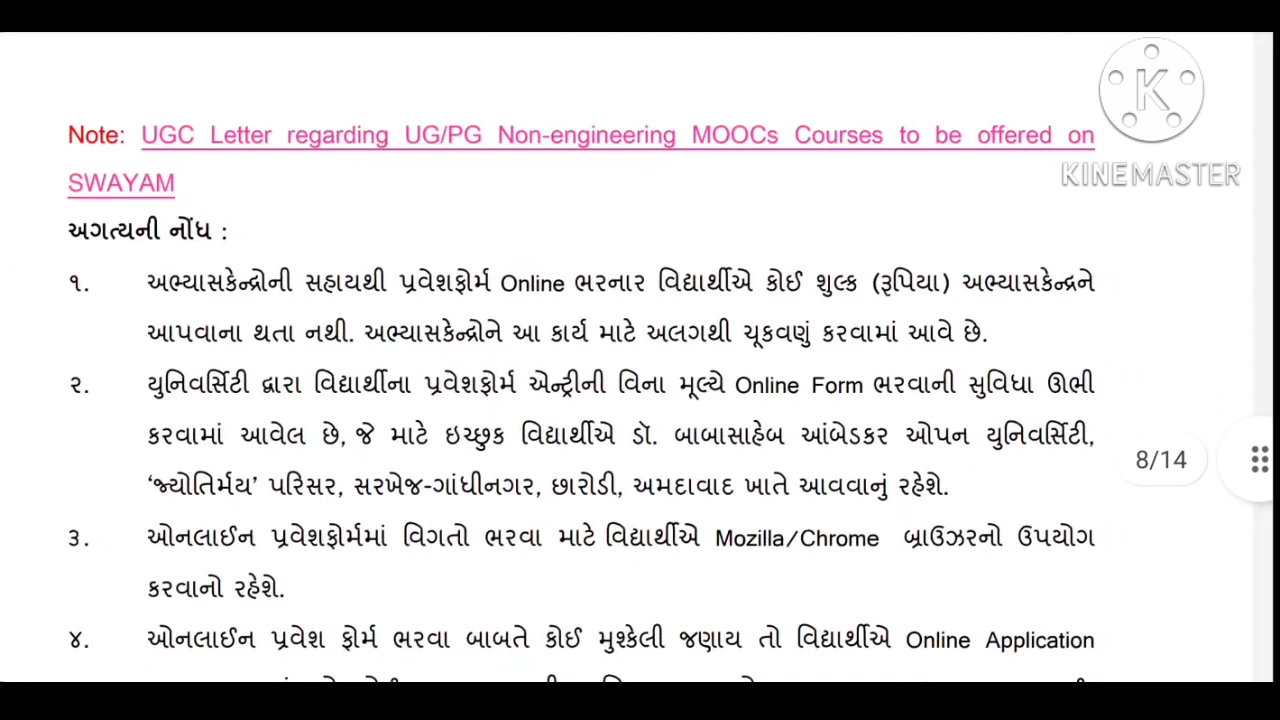 Note: UGC Letter regarding UG/PG Non-engineering MOOCs Courses to be offered on
SWAYAM
અગત્યની નોંધ :
૧. અભ્યાસકેન્દ્રોની સહાયથી પ્રવેશફોર્મ Online ભરનાર વિદ્યાર્થીએ કોઈ શુલ્ક (રૂપિયા) અભ્યાસકેન્દ્રને
આપવાના થતા નથી. અભ્યાસકેન્દ્રોને આ કાર્ય માટે અલગથી ચૂકવણું કરવામાં આવે છે.
૨. યુનિવર્સિટી દ્વારા વિદ્યાર્થીના પ્રવેશફોર્મ એન્ટ્રીની વિના મૂલ્યે Online Form ભરવાની સુવિધા ઊભી
કરવામાં આવેલ છે, જે માટે ઇચ્છુક વિદ્યાર્થીએ ડૉ. બાબાસાહેબ આંબેડકર ઓપન યુનિવર્સિટી,
‘જ્યોતિર્મય’ પરિસર, સરખેજ-ગાંધીનગર, છારોડી, અમદાવાદ ખાતે આવવાનું રહેશે.
૩. ઓનલાઈન પ્રવેશફોર્મમાં વિગતો ભરવા માટે વિદ્યાર્થીએ Mozilla/Chrome બ્રાઉઝરનો ઉપયોગ
કરવાનો રહેશે.
૪. ઓનલાઈન પ્રવેશ ફોર્મ ભરવા બાબતે કોઈ મુશ્કેલી જણાય તો વિદ્યાર્થીએ Online Application
8/14
K
KINEMASTER